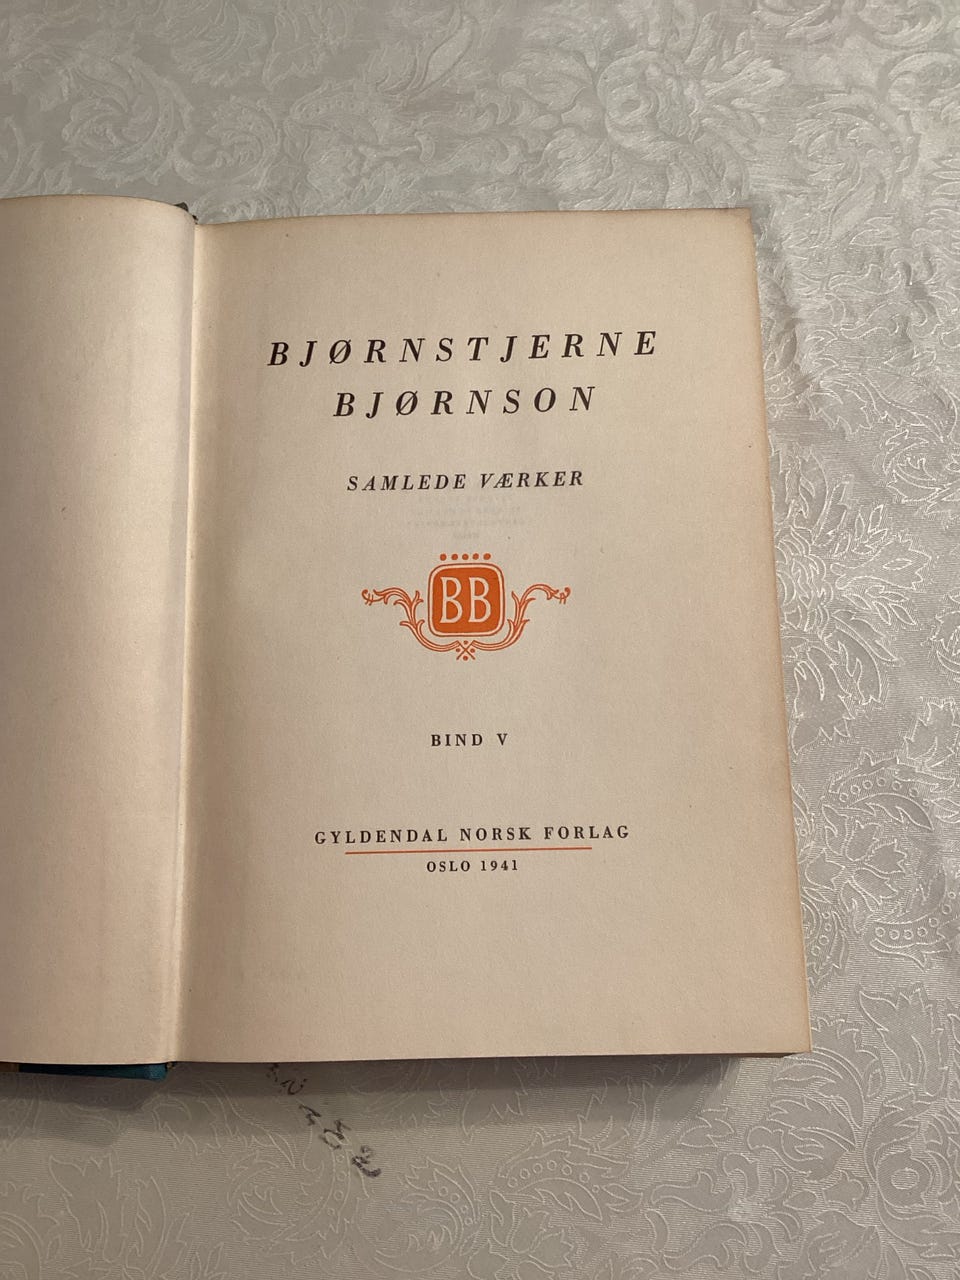 BJØRNSTJERNE
BJØRNSON
SAMLEDE VÆRKER
BB
BIND V
GYLDENDAL NORSK FORLAG
OSLO 1941